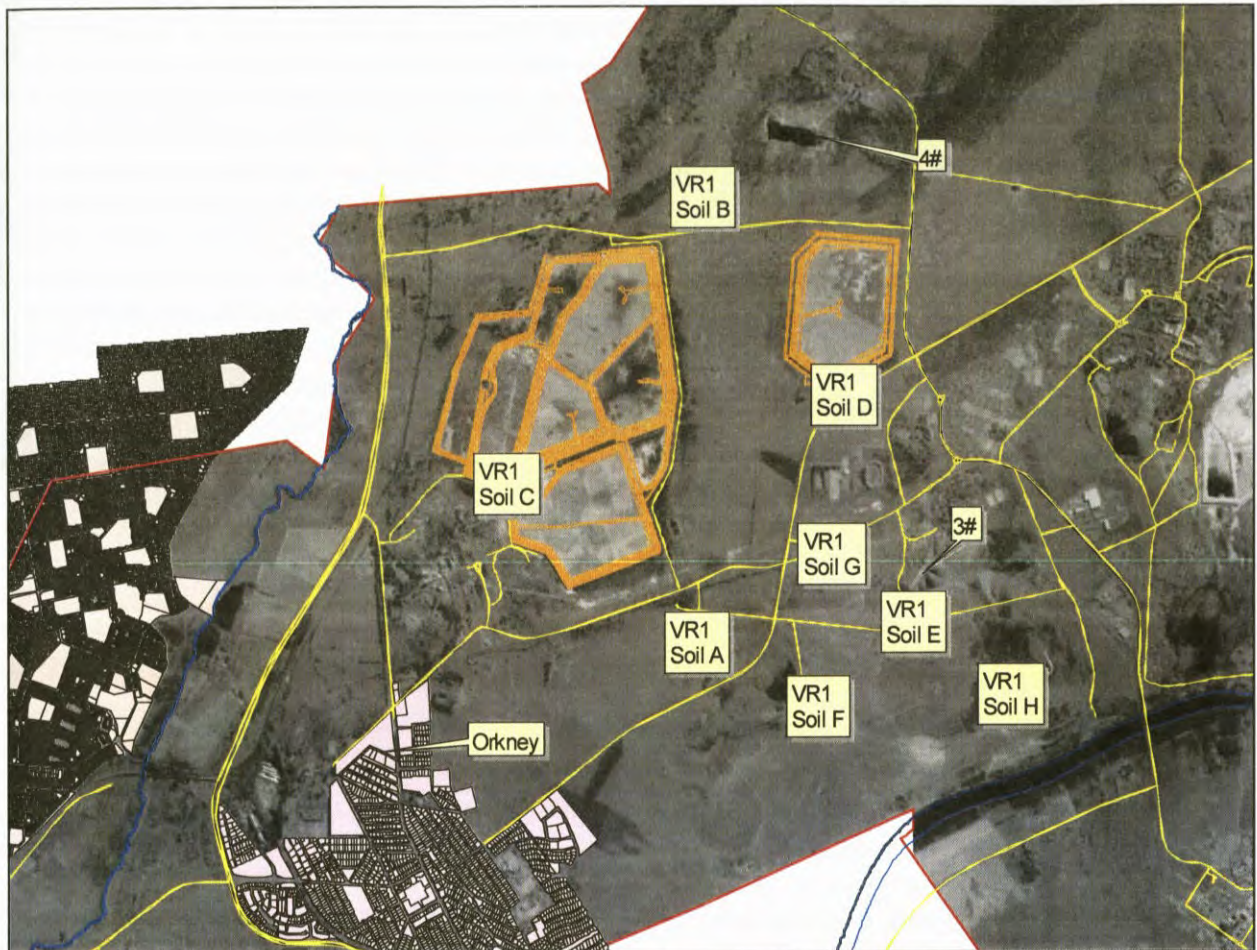 4#
VR1
Soil B
VR1
Soil D
VR1
Soil C
3#
VR1
Soil G
VR1
Soil E
VR1
Soil A
VR1
Soil H
VR1
Soil F
Orkney